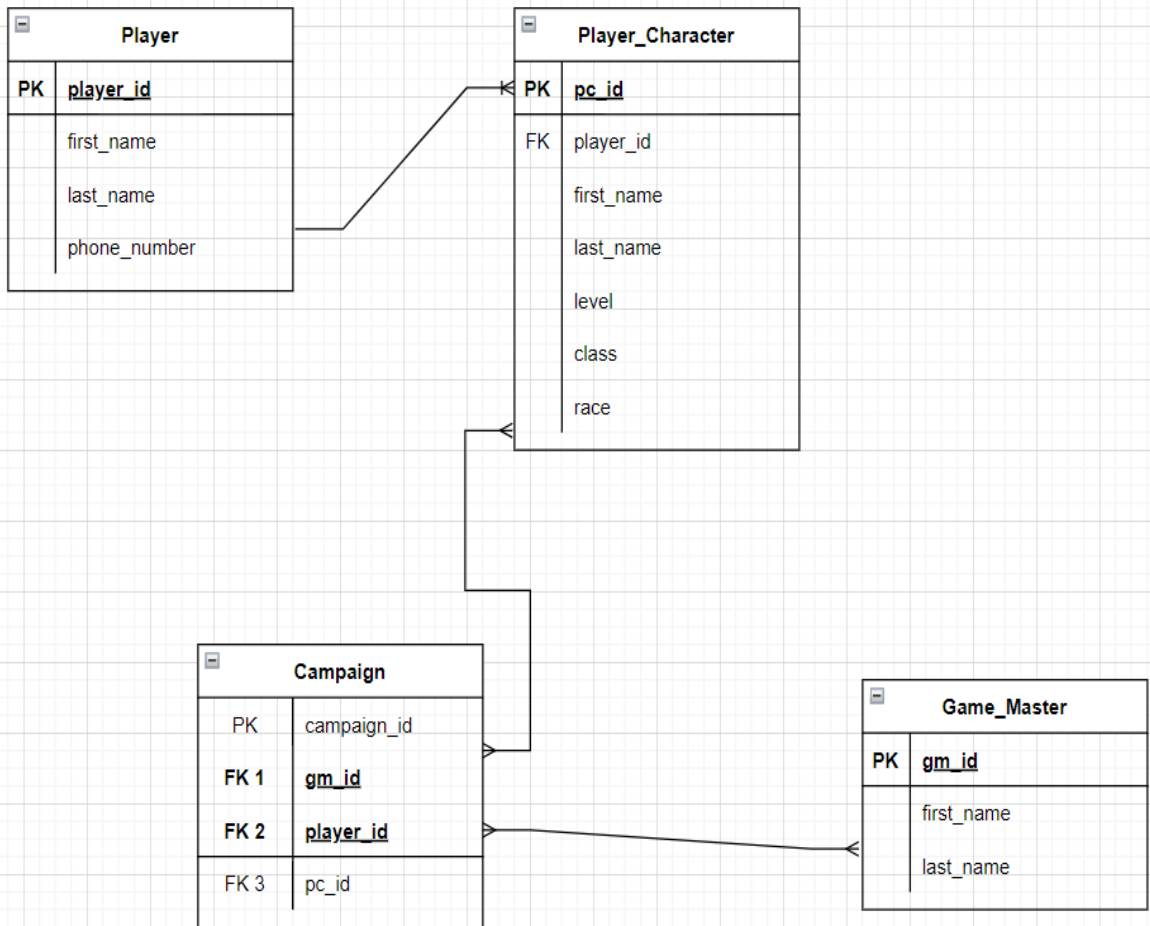 Player
PK player_id
first_name
last_name
phone_number
Player_Character
PK pc_id
FK player_id
first_name
last_name
level
class
race
Campaign
PK campaign_id
FK 1 gm_id
FK 2 player_id
FK 3 pc_id
Game_Master
PK gm_id
first_name
last_name